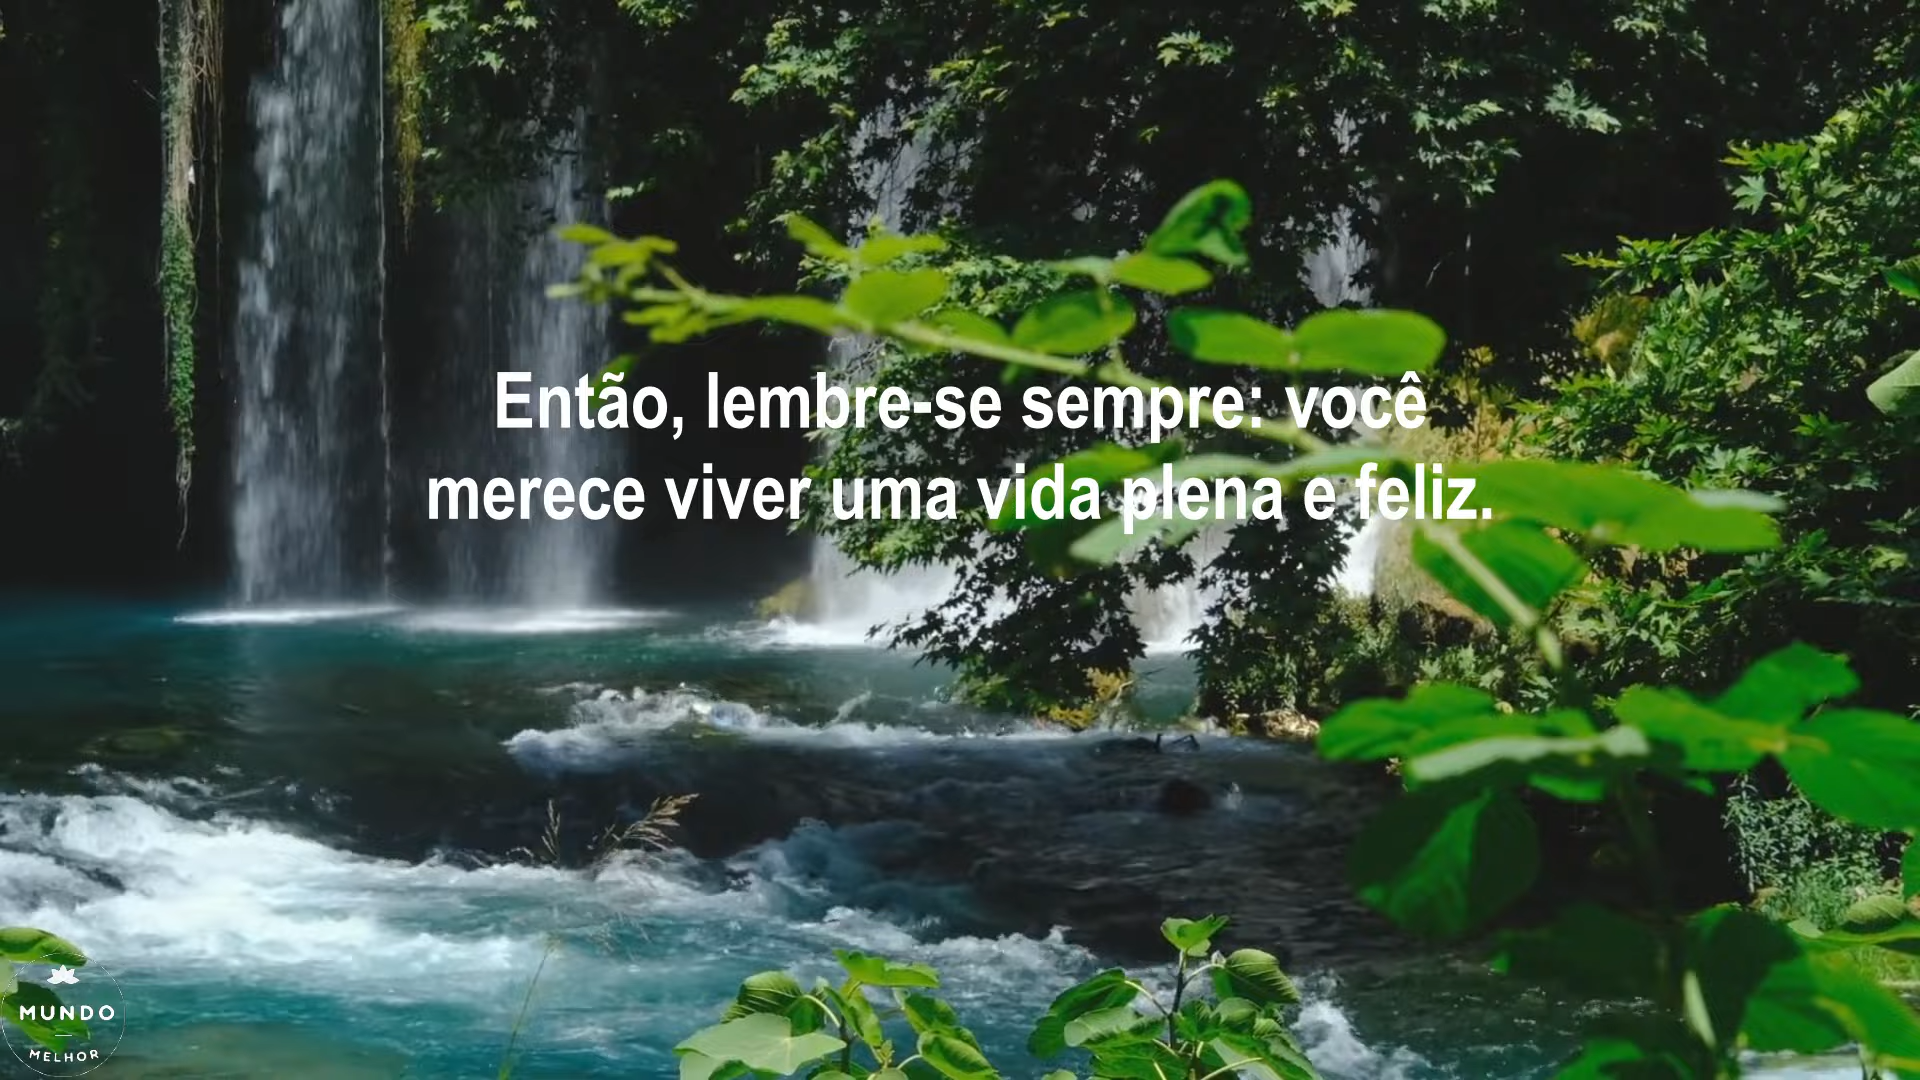 Então, lembre-se sempre: você
merece viver uma vida plena e feliz.
MUNDO
MELHOR